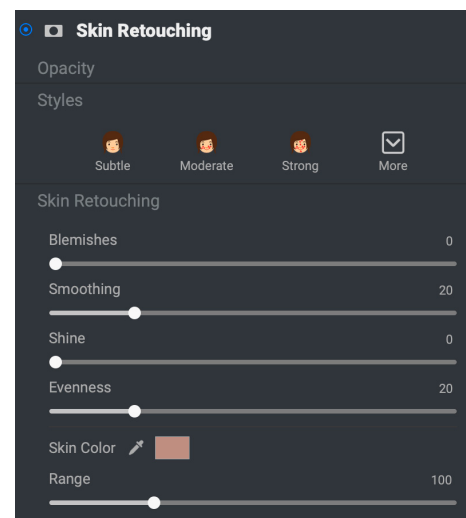 Skin Retouching
Opacity
Styles
Subtle Moderate Strong More
Skin Retouching
Blemishes 0
Smoothing 20
Shine 0
Evenness 20
Skin Color
Range 100